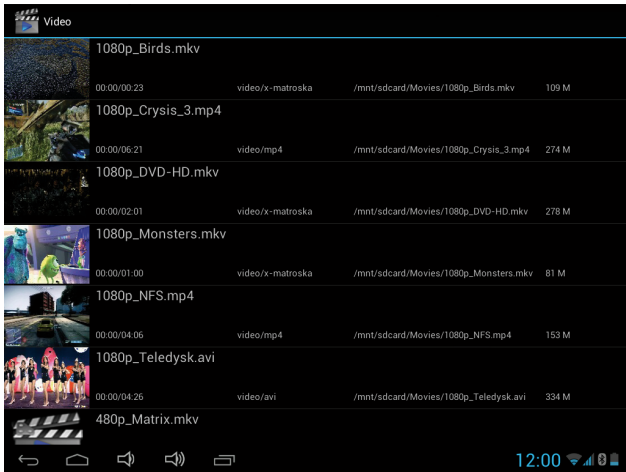 Video
1080p_Birds.mkv
00:00/00:23 video/x-matroska /mnt/sdcard/Movies/1080p_Birds.mkv 109 M
1080p_Crysis_3.mp4
00:00/06:21 video/mp4 /mnt/sdcard/Movies/1080p_Crysis_3.mp4 274 M
1080p_DVD-HD.mkv
00:00/02:01 video/x-matroska /mnt/sdcard/Movies/1080p_DVD-HD.mkv 278 M
1080p_Monsters.mkv
00:00/01:00 video/x-matroska /mnt/sdcard/Movies/1080p_Monsters.mkv 81 M
1080p_NFS.mp4
00:00/04:06 video/mp4 /mnt/sdcard/Movies/1080p_NFS.mp4 153 M
1080p_Teledysk.avi
00:00/04:26 video/avi /mnt/sdcard/Movies/1080p_Teledysk.avi 334 M
480p_Matrix.mkv
12:00